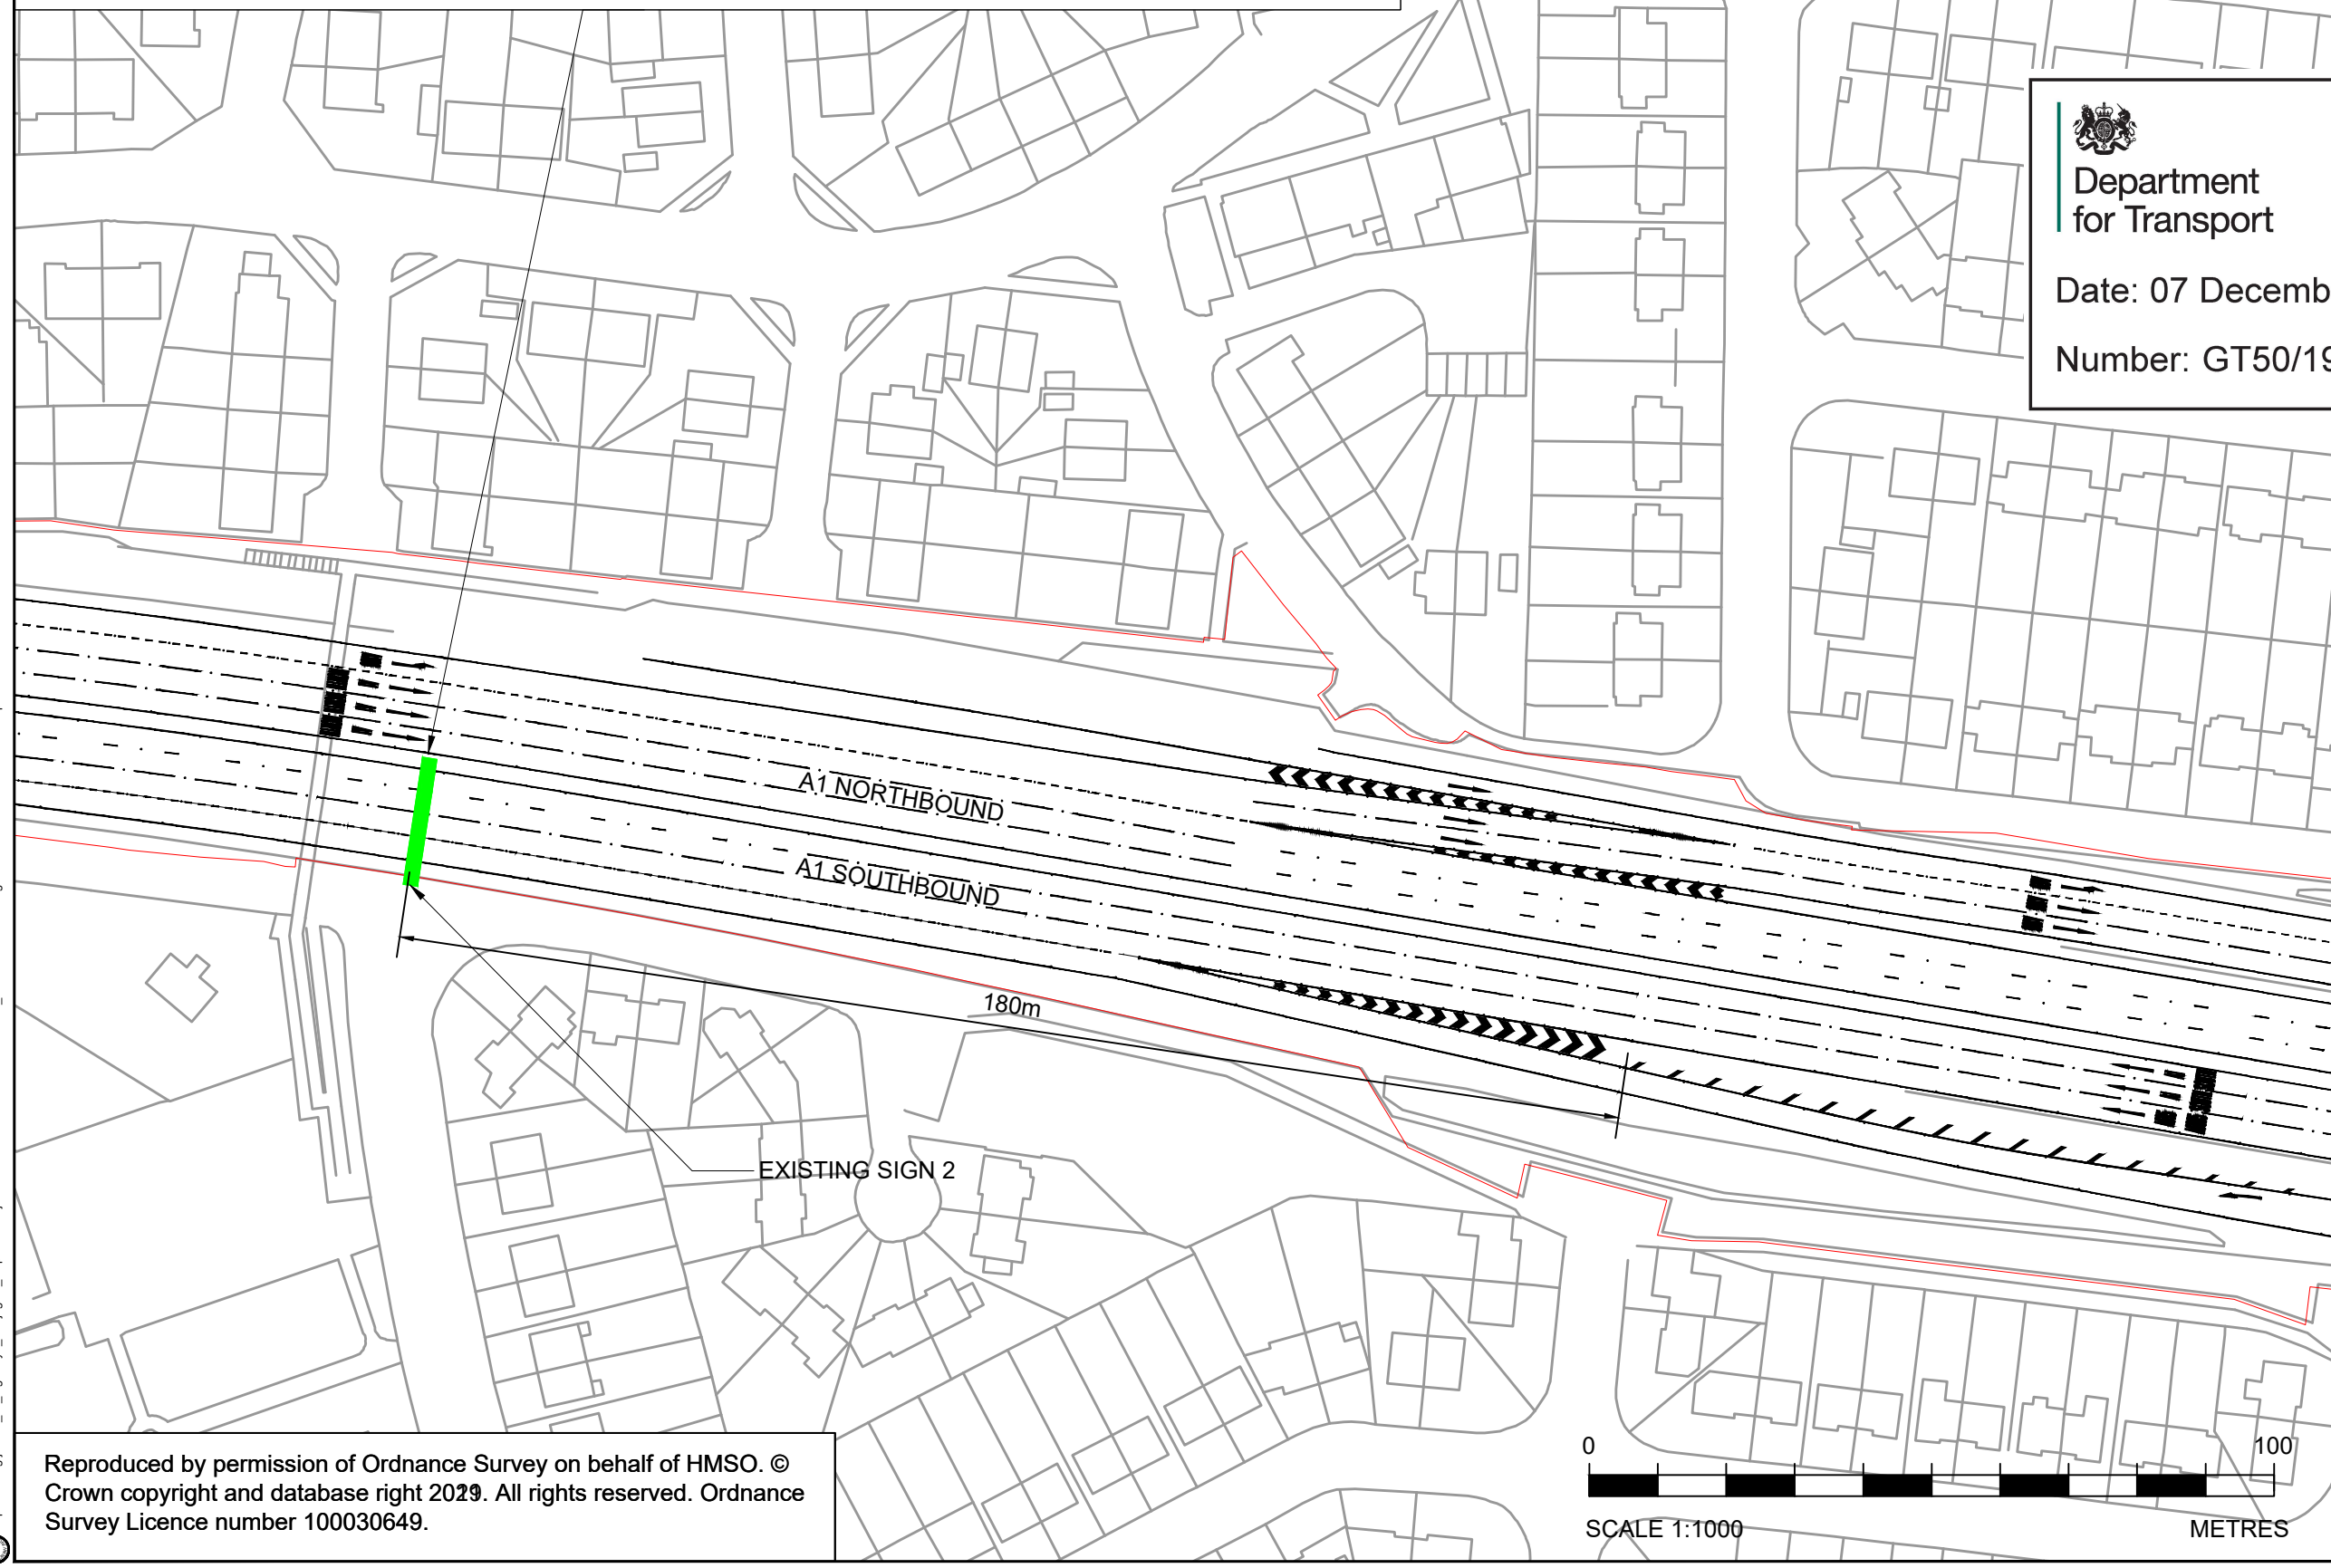 Department
for Transport
Date: 07 Decemb
Number: GT50/19
A1 NORTHBOUND
A1 SOUTHBOUND
180m
EXISTING SIGN 2
0 100
SCALE 1:1000 METRES
Reproduced by permission of Ordnance Survey on behalf of HMSO. ©
Crown copyright and database right All rights reserved. Ordnance
Survey Licence number 100030649.